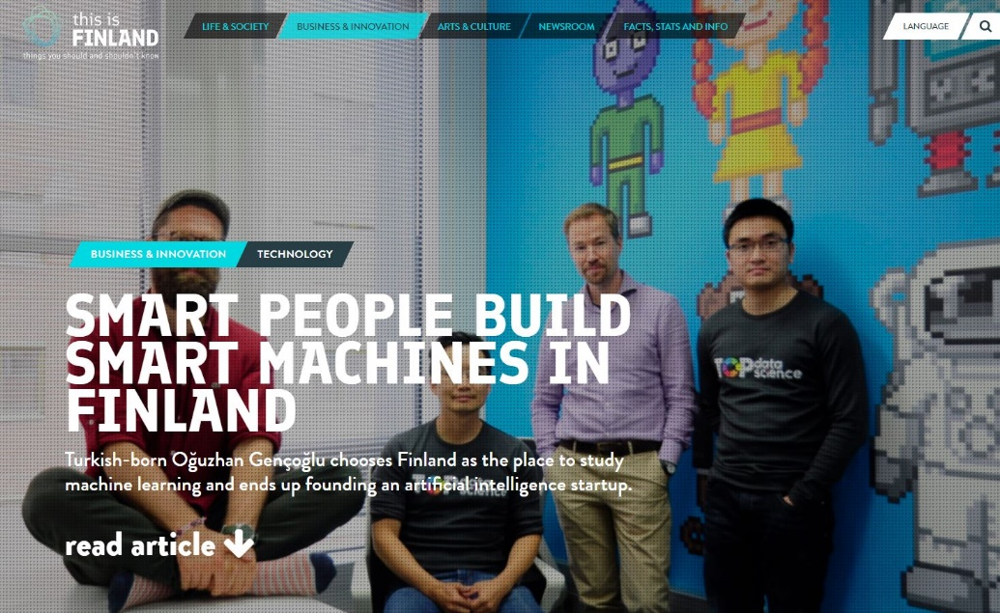 this is
FINLAND
things you should and shouldn't know
LIFE & SOCIETY
BUSINESS & INNOVATION
ARTS & CULTURE
NEWSROOM
FACTS, STATS AND INFO
LANGUAGE
BUSINESS & INNOVATION
TECHNOLOGY
SMART PEOPLE BUILD
SMART MACHINES IN
FINLAND
Turkish-born Oğuzhan Gençoğlu chooses Finland as the place to study
machine learning and ends up founding an artificial intelligence startup.
read article
TOP data
science
TOP
science